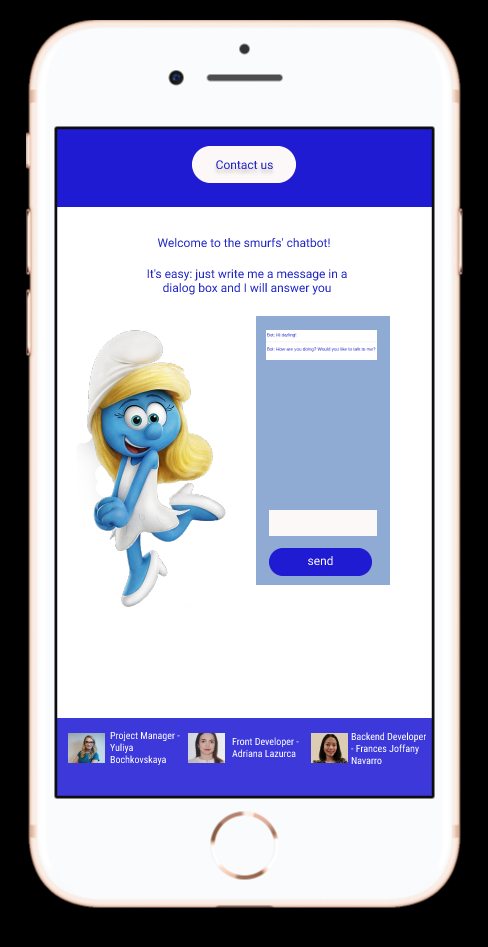 Contact us
Welcome to the smurfs' chatbot!
It's easy: just write me a message in a
dialog box and I will answer you
Bot: Hi darling!
Bot: How are you doing? Would you like to talk to me?
send
Project Manager -
Yuliya
Bochkovskaya
Front Developer -
Adriana Lazurca
Backend Developer
- Frances Joffany
Navarro